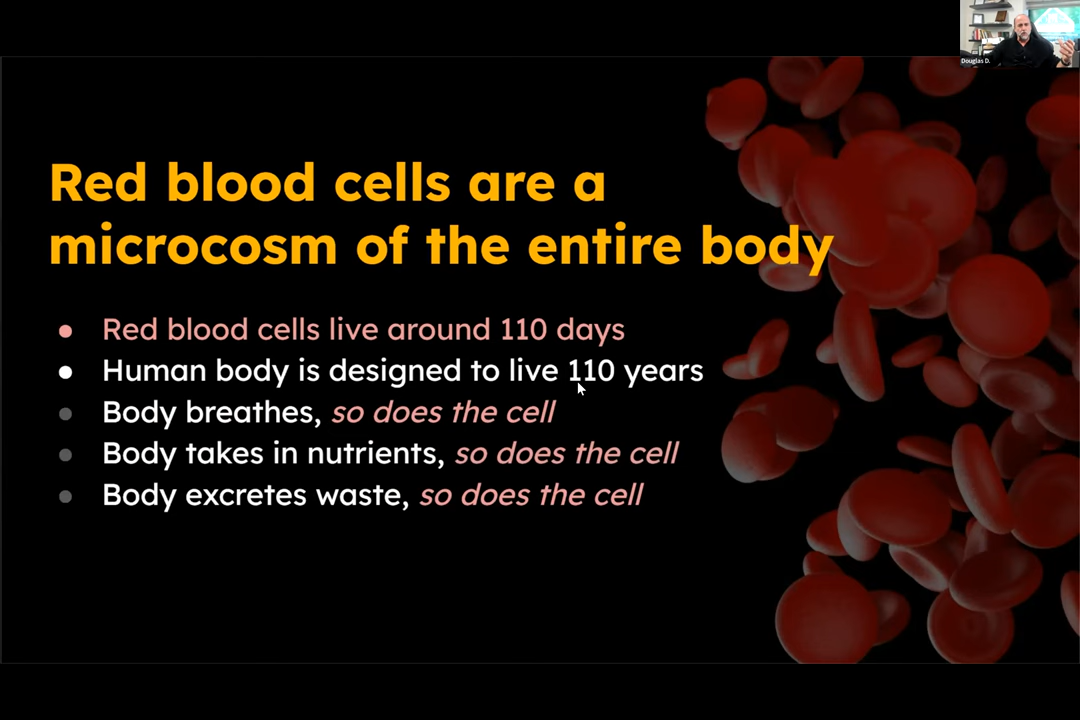 Douglas D.
Red blood cells are a
microcosm of the entire body
● Red blood cells live around 110 days
● Human body is designed to live 110 years
● Body breathes, so does the cell
● Body takes in nutrients, so does the cell
● Body excretes waste, so does the cell